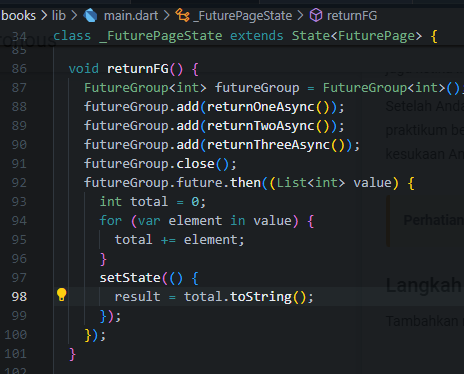 books > lib > main.dart > _FuturePageState > returnFG
34 class _FuturePageState extends State<FuturePage> {
85
86 void returnFG() {
87 FutureGroup<int> futureGroup = FutureGroup<int>()
88 futureGroup.add(returnOneAsync());
89 futureGroup.add(returnTwoAsync());
90 futureGroup.add(returnThreeAsync());
91 futureGroup.close();
92 futureGroup.future.then((List<int> value) {
93 int total = 0;
94 for (var element in value) {
95 total += element;
96 }
97 setState(() {
98 result = total.toString();
99 });
100 });
101 }
Setelah Anda
praktikum be
kesukaan An
Perhatian
Langkah
Tambahkan